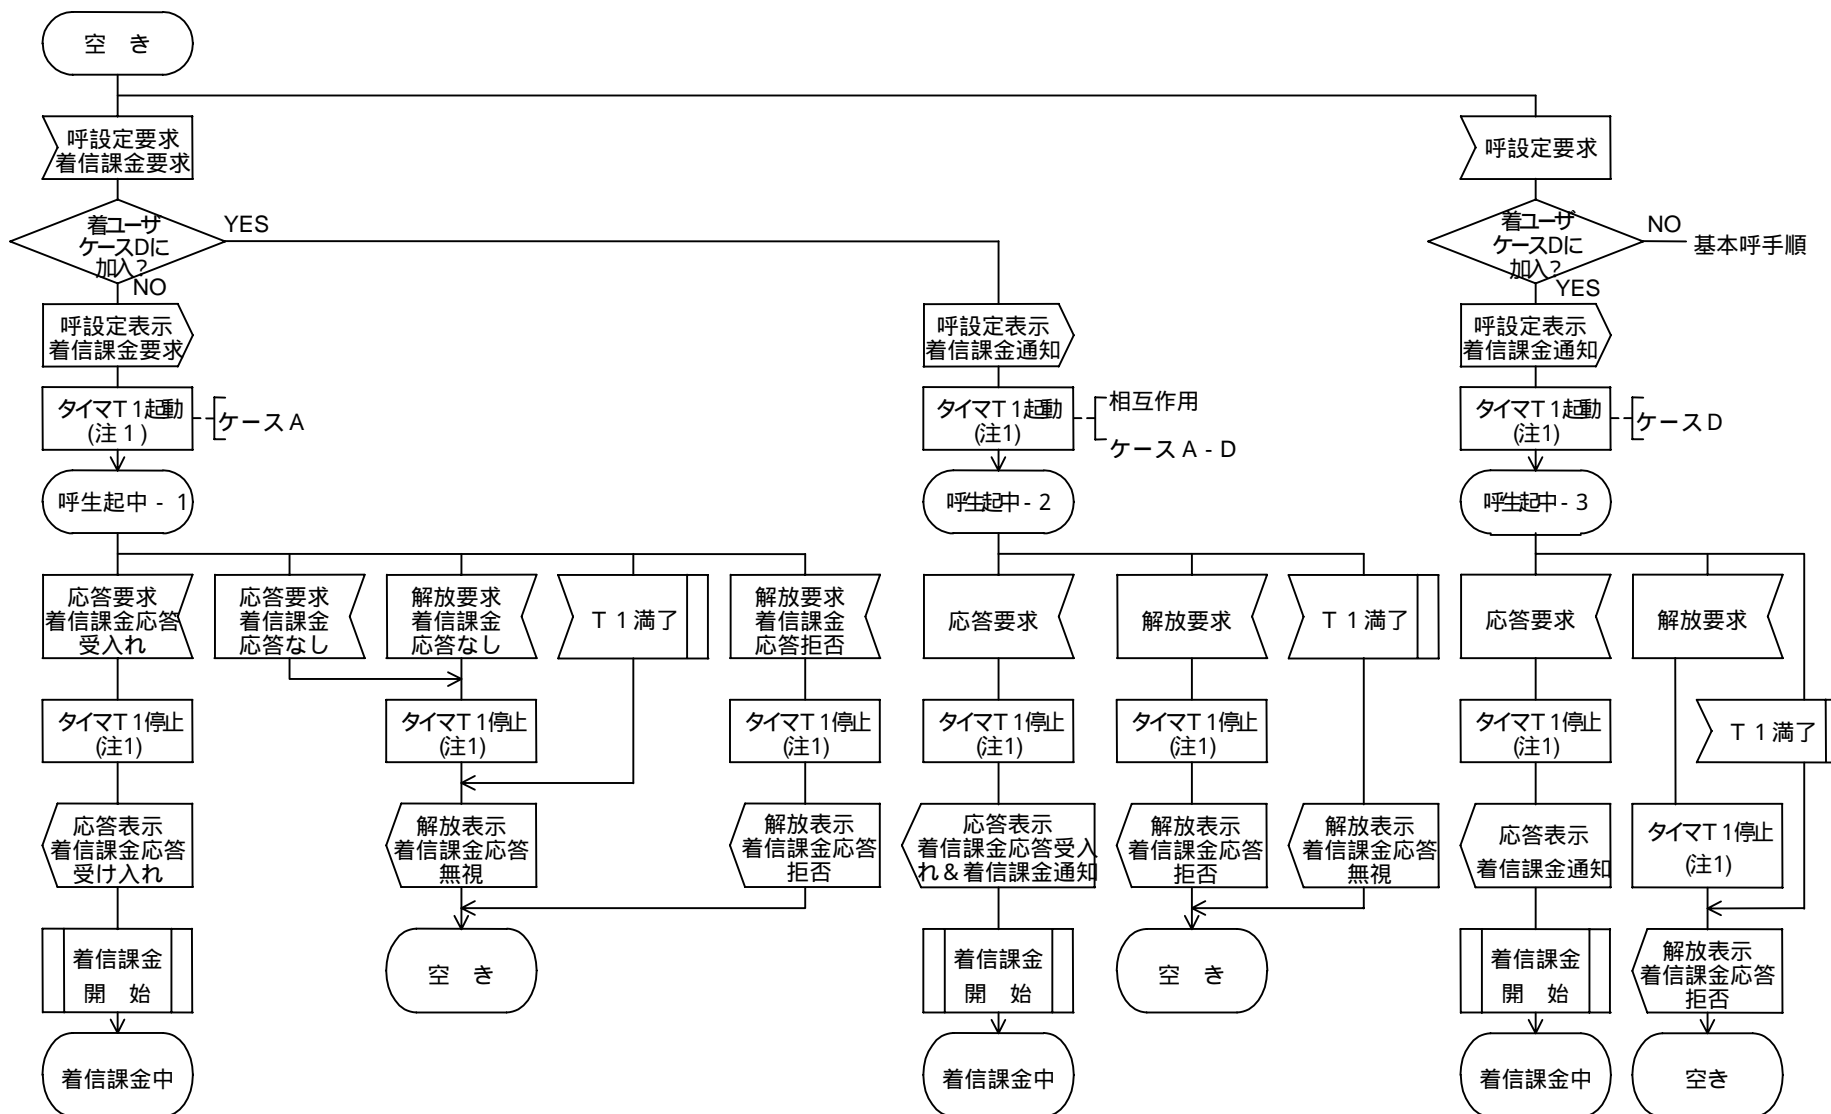 空　き
呼設定要求
着信課金要求
呼設定要求
着ユーザ
ケースDに
加入?
YES
NO
着ユーザ
ケースDに
加入?
NO
基本呼手順
YES
呼設定表示
着信課金要求
呼設定表示
着信課金通知
呼設定表示
着信課金通知
タイマT1起動
(注1)
ケースA
タイマT1起動
(注1)
相互作用
ケースA-D
タイマT1起動
(注1)
ケースD
呼生起中-1
呼生起中-2
呼生起中-3
応答要求
着信課金応答
受入れ
応答要求
着信課金
応答なし
解放要求
着信課金
応答なし
T1満了
解放要求
着信課金
応答拒否
応答要求
解放要求
T1満了
応答要求
解放要求
タイマT1停止
(注1)
タイマT1停止
(注1)
タイマT1停止
(注1)
タイマT1停止
(注1)
タイマT1停止
(注1)
タイマT1停止
(注1)
T1満了
応答表示
着信課金応答
受け入れ
解放表示
着信課金応答
無視
解放表示
着信課金応答
拒否
応答表示
着信課金応答受入
れ&着信課金通知
解放表示
着信課金応答
拒否
解放表示
着信課金応答
無視
応答表示
着信課金通知
タイマT1停止
(注1)
着信課金
開　始
空　き
着信課金
開　始
空　き
着信課金
開　始
解放表示
着信課金応答
拒否
着信課金中
着信課金中
着信課金中
空き